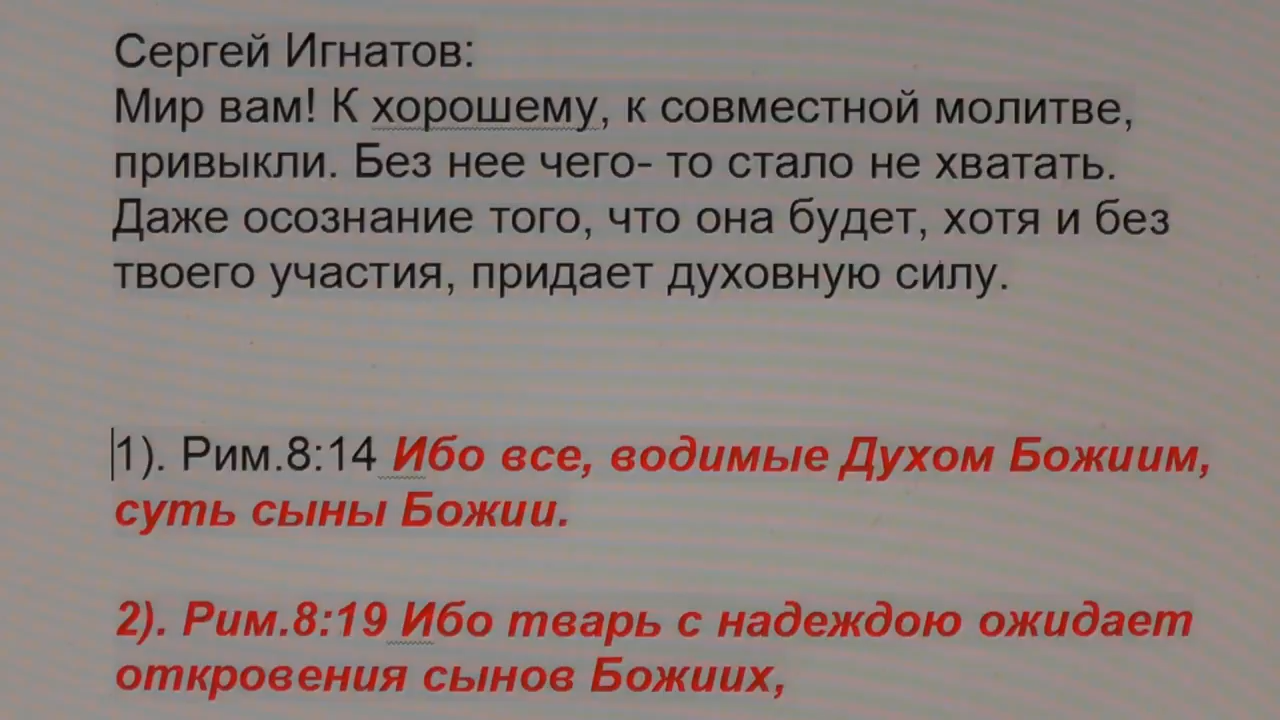 Сергей Игнатов:
Мир вам! К хорошему, к совместной молитве,
привыкли. Без нее чего- то стало не хватать.
Даже осознание того, что она будет, хотя и без
твоего участия, придает духовную силу.
1). Рим.8:14 Ибо все, водимые Духом Божиим,
суть сыны Божии.
2). Рим.8:19 Ибо тварь с надеждою ожидает
откровения сынов Божиих,